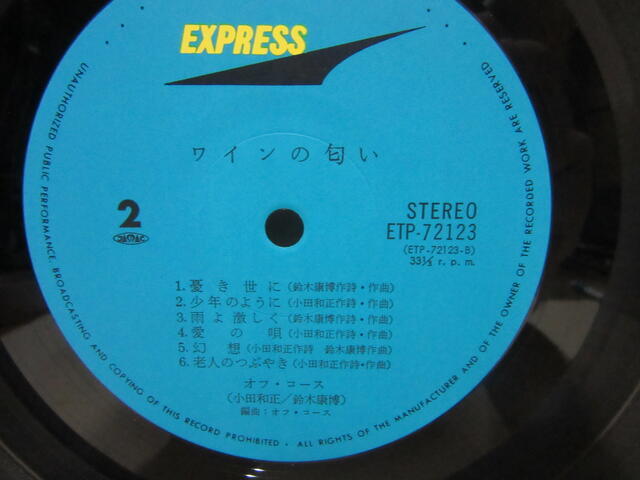 EXPRESS
ワインの匂い
2
STEREO
ETP-72123
(ETP-72123-B)
33⅓ r. p. m.
1. 憂き世に (鈴木康博作詩・作曲)
2. 少年のように (小田和正作詩・作曲)
3. 雨よ激しく (鈴木康博作詩・作曲)
4. 愛の唄 (小田和正作詩・作曲)
5. 幻想 (小田和正作詩 鈴木康博作曲)
6. 老人のつぶやき (小田和正作詩・作曲)
オフ・コース
(小田和正/鈴木康博)
編曲:オフ・コース
UNAUTHORIZED PUBLIC PERFORMANCE, BROADCASTING AND COPYING OF THIS RECORD PROHIBITED • ALL RIGHTS OF THE MANUFACTURER AND OF THE OWNER OF THE RECORDED WORK ARE RESERVED